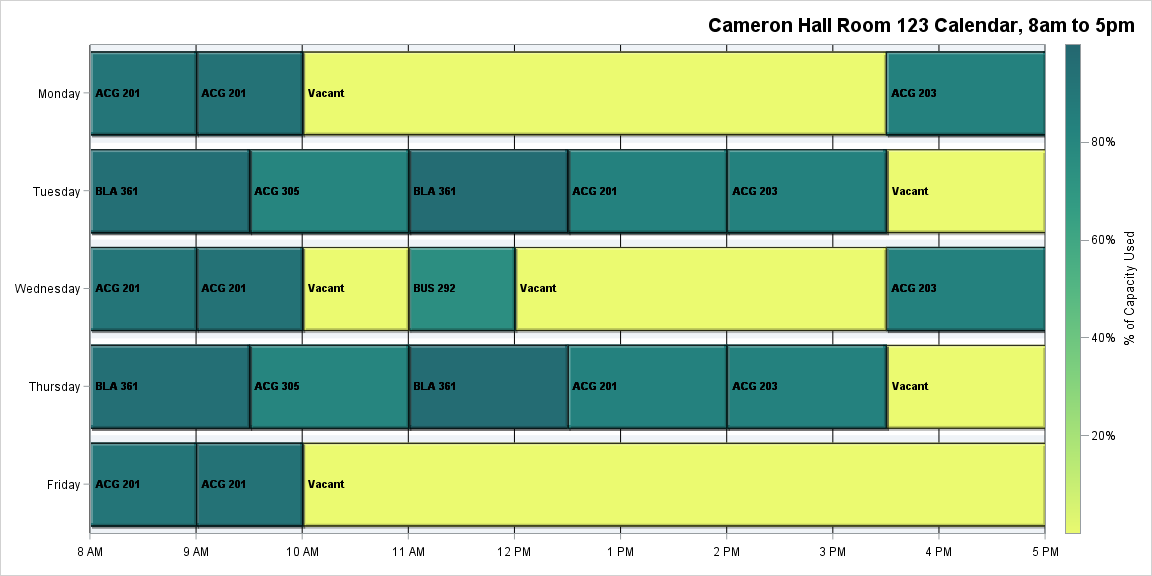 Cameron Hall Room 123 Calendar, 8am to 5pm
Monday
ACG 201
ACG 201
Vacant
ACG 203
Tuesday
BLA 361
ACG 305
BLA 361
ACG 201
ACG 203
Vacant
Wednesday
ACG 201
ACG 201
Vacant
BUS 292
Vacant
ACG 203
Thursday
BLA 361
ACG 305
BLA 361
ACG 201
ACG 203
Vacant
Friday
ACG 201
ACG 201
Vacant
8 AM
9 AM
10 AM
11 AM
12 PM
1 PM
2 PM
3 PM
4 PM
5 PM
80%
60%
40%
20%
% of Capacity Used